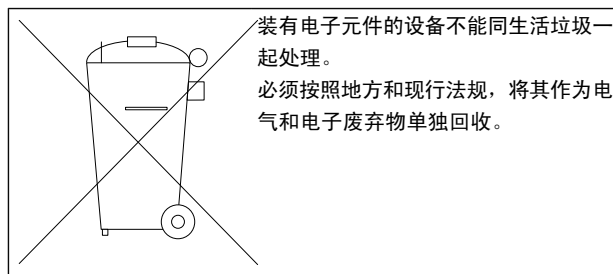 装有电子元件的设备不能同生活垃圾一
起处理。
必须按照地方和现行法规，将其作为电
气和电子废弃物单独回收。